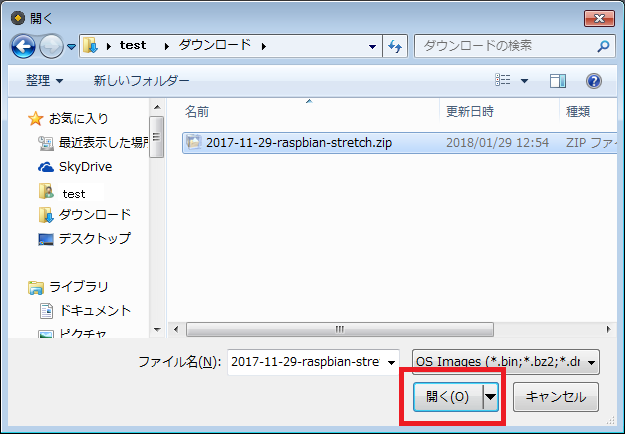 開く
test ダウンロード ダウンロードの検索
整理 新しいフォルダー
名前 更新日時 種類
お気に入り
最近表示した場所
SkyDrive
test
ダウンロード
デスクトップ
ライブラリ
ドキュメント
ピクチャ
2017-11-29-raspbian-stretch.zip 2018/01/29 12:54 ZIP ファ
ファイル名(N): 2017-11-29-raspbian-stre OS Images (*.bin;*.bz2;*.dr
開く(O) キャンセル